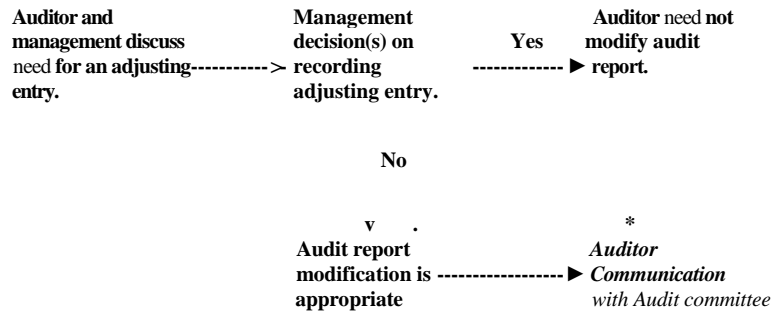 Auditor and
management discuss
need for an adjusting----------->
entry.
Management
decision(s) on
recording
adjusting entry.
Yes
------------- ►
Auditor need not
modify audit
report.
No
v .
Audit report
modification is ------------------ ►
appropriate
*
Auditor
Communication
with Audit committee